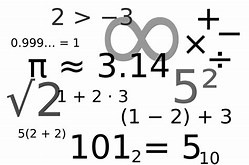 2 > −3
∞
+
−
×
÷
0.999... = 1
π ≈ 3.14
5²
√2
1 + 2 · 3
(1 − 2) + 3
5(2 + 2)
101₂ = 5₁₀